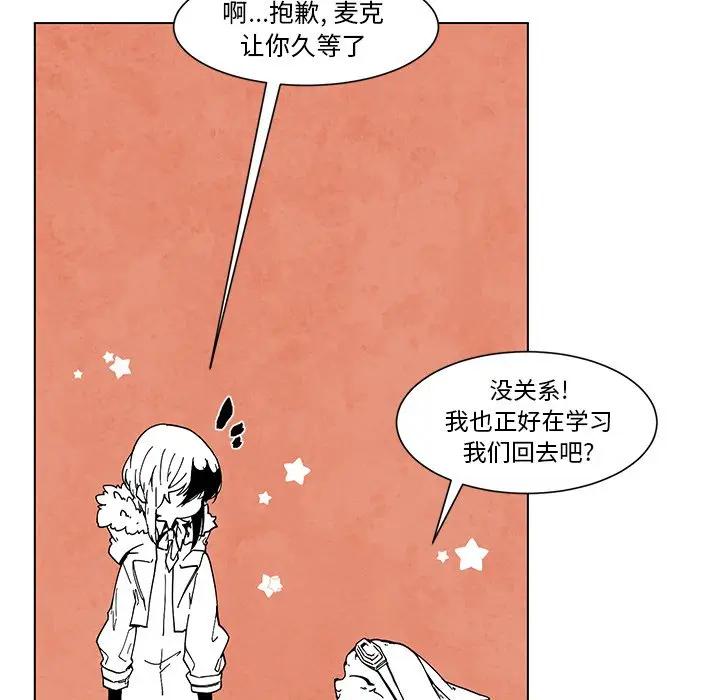 啊...抱歉, 麦克
让你久等了
没关系!
我也正好在学习
我们回去吧?